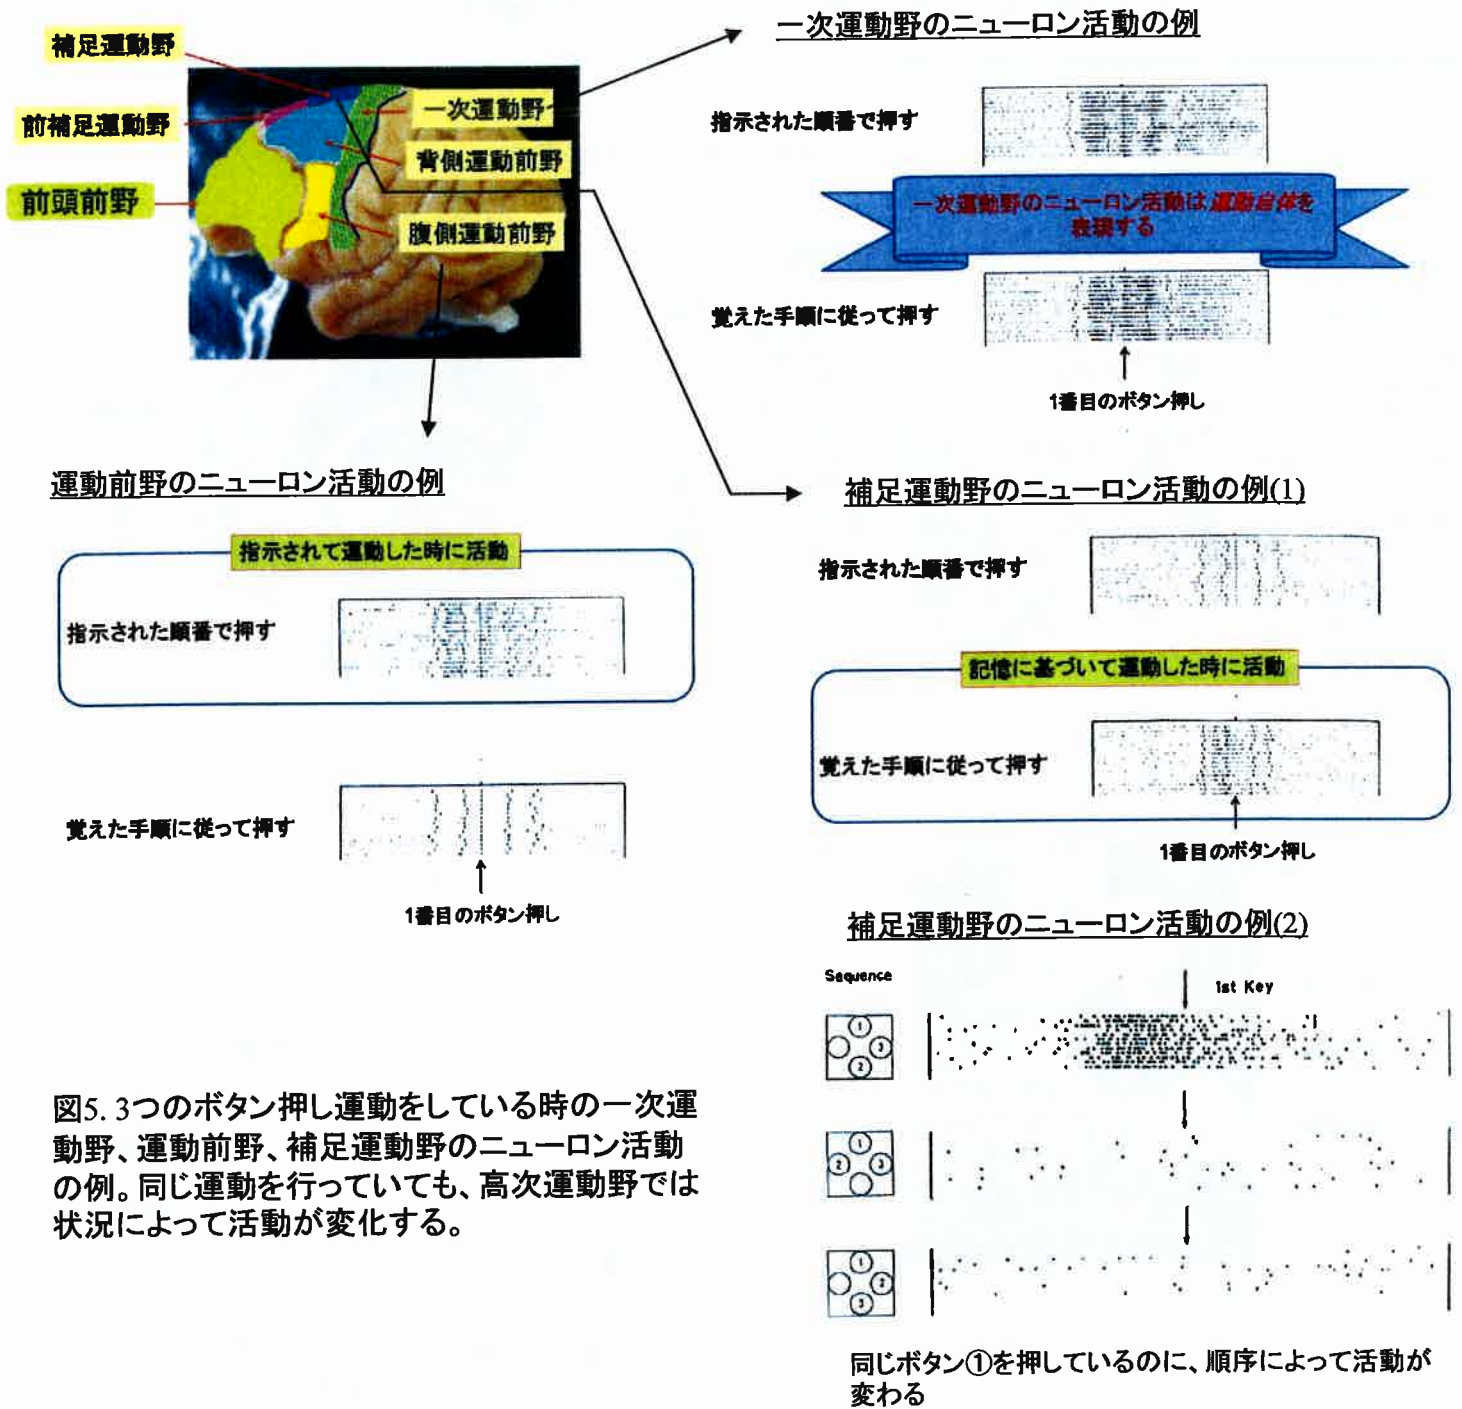 補足運動野
前補足運動野
前頭前野
一次運動野
背側運動前野
腹側運動前野
一次運動野のニューロン活動の例
指示された順番で押す
一次運動野のニューロン活動は運動自体を
表現する
覚えた手順に従って押す
1番目のボタン押し
運動前野のニューロン活動の例
指示されて運動した時に活動
指示された順番で押す
覚えた手順に従って押す
1番目のボタン押し
補足運動野のニューロン活動の例(1)
指示された順番で押す
記憶に基づいて運動した時に活動
覚えた手順に従って押す
1番目のボタン押し
補足運動野のニューロン活動の例(2)
Sequence
1st Key
1
3
2
1
2 3
1
2
3
同じボタン①を押しているのに、順序によって活動が
変わる
図5. 3つのボタン押し運動をしている時の一次運
動野、運動前野、補足運動野のニューロン活動
の例。同じ運動を行っていても、高次運動野では
状況によって活動が変化する。